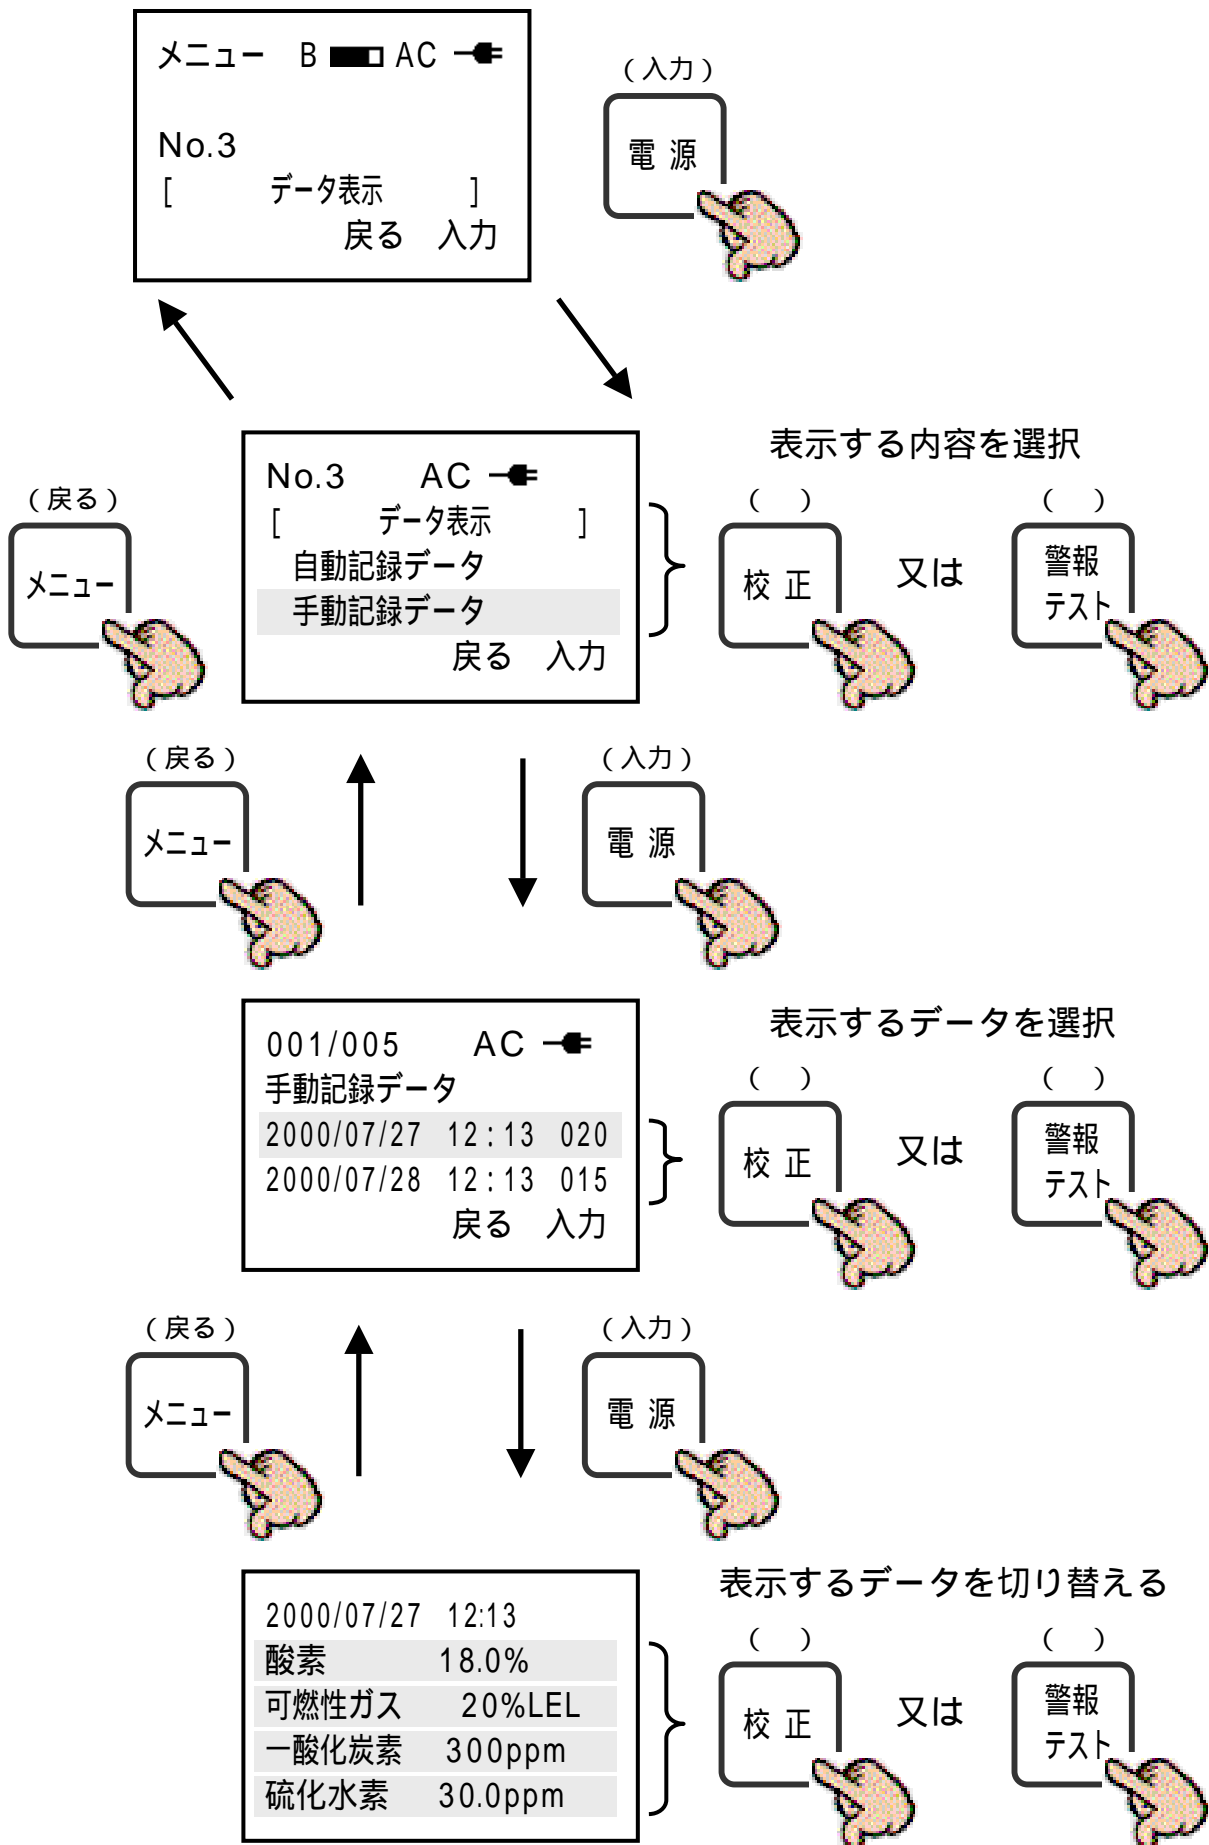 メニュー B AC
No.3
[ データ表示 ]
戻る 入力
(入力)
電源
(戻る)
メニュー
No.3 AC
[ データ表示 ]
自動記録データ
手動記録データ
戻る 入力
表示する内容を選択
( ) ( )
校正 又は 警報
テスト
(戻る)
メニュー
(入力)
電源
001/005 AC
手動記録データ
2000/07/27 12:13 020
2000/07/28 12:13 015
戻る 入力
表示するデータを選択
( ) ( )
校正 又は 警報
テスト
(戻る)
メニュー
(入力)
電源
2000/07/27 12:13
酸素 18.0%
可燃性ガス 20%LEL
一酸化炭素 300ppm
硫化水素 30.0ppm
表示するデータを切り替える
( ) ( )
校正 又は 警報
テスト